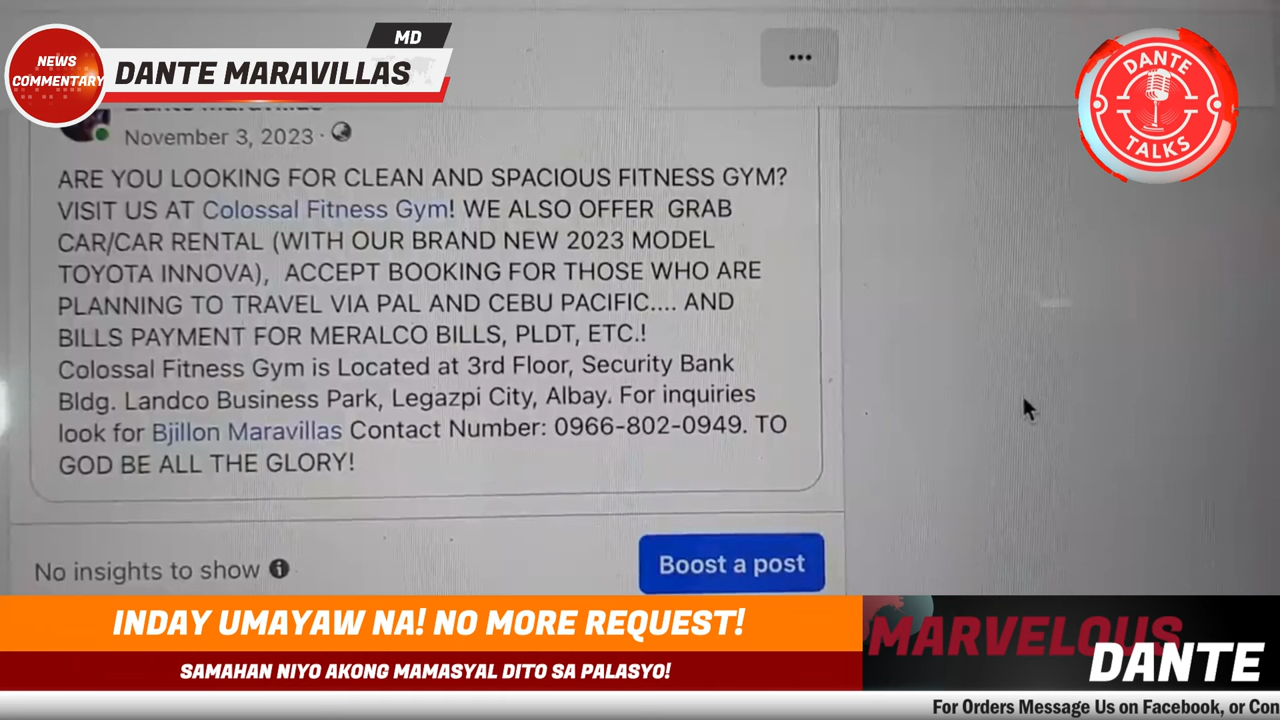 MD
NEWS
COMMENTARY
DANTE MARAVILLAS
...
DANTE
TALKS
Dante Maravillas
November 3, 2023 ·
ARE YOU LOOKING FOR CLEAN AND SPACIOUS FITNESS GYM?
VISIT US AT Colossal Fitness Gym! WE ALSO OFFER GRAB
CAR/CAR RENTAL (WITH OUR BRAND NEW 2023 MODEL
TOYOTA INNOVA), ACCEPT BOOKING FOR THOSE WHO ARE
PLANNING TO TRAVEL VIA PAL AND CEBU PACIFIC.... AND
BILLS PAYMENT FOR MERALCO BILLS, PLDT, ETC.!
Colossal Fitness Gym is Located at 3rd Floor, Security Bank
Bldg. Landco Business Park, Legazpi City, Albay. For inquiries
look for Bjillon Maravillas Contact Number: 0966-802-0949. TO
GOD BE ALL THE GLORY!
No insights to show
Boost a post
INDAY UMAYAW NA! NO MORE REQUEST!
SAMAHAN NIYO AKONG MAMASYAL DITO SA PALASYO!
MARVELOUS
DANTE
For Orders Message Us on Facebook, or Con